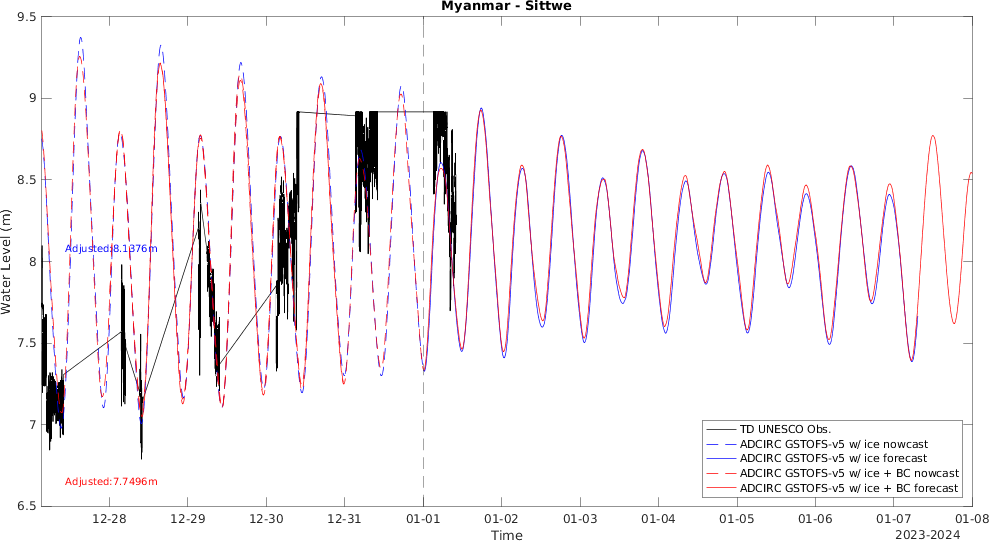 Myanmar - Sittwe
9.5
9
8.5
8
7.5
7
6.5
Water Level (m)
Adjusted:8.1376m
Adjusted:7.7496m
TD UNESCO Obs.
ADCIRC GSTOFS-v5 w/ ice nowcast
ADCIRC GSTOFS-v5 w/ ice forecast
ADCIRC GSTOFS-v5 w/ ice + BC nowcast
ADCIRC GSTOFS-v5 w/ ice + BC forecast
12-28 12-29 12-30 12-31 01-01 01-02 01-03 01-04 01-05 01-06 01-07 01-08
Time
2023-2024